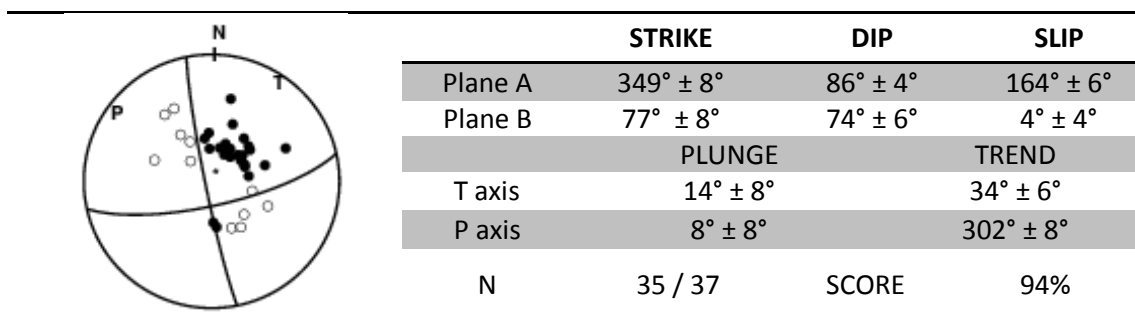 N
T
P
STRIKE DIP SLIP
Plane A 349° ± 8° 86° ± 4° 164° ± 6°
Plane B 77° ± 8° 74° ± 6° 4° ± 4°
PLUNGE TREND
T axis 14° ± 8° 34° ± 6°
P axis 8° ± 8° 302° ± 8°
N 35 / 37 SCORE 94%